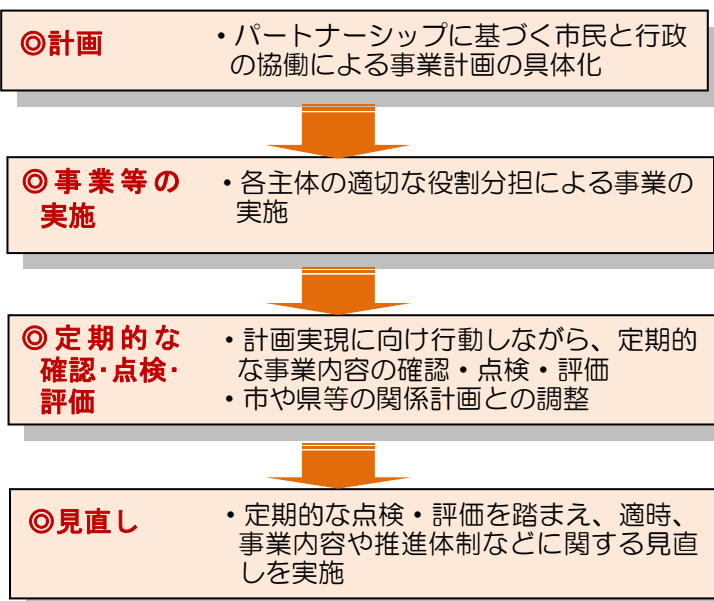 ◎計画
・パートナーシップに基づく市民と行政
の協働による事業計画の具体化
◎事業等の
実施
・各主体の適切な役割分担による事業の
実施
◎定期的な
確認・点検・
評価
・計画実現に向け行動しながら、定期的
な事業内容の確認・点検・評価
・市や県等の関係計画との調整
◎見直し
・定期的な点検・評価を踏まえ、適時、
事業内容や推進体制などに関する見直
しを実施